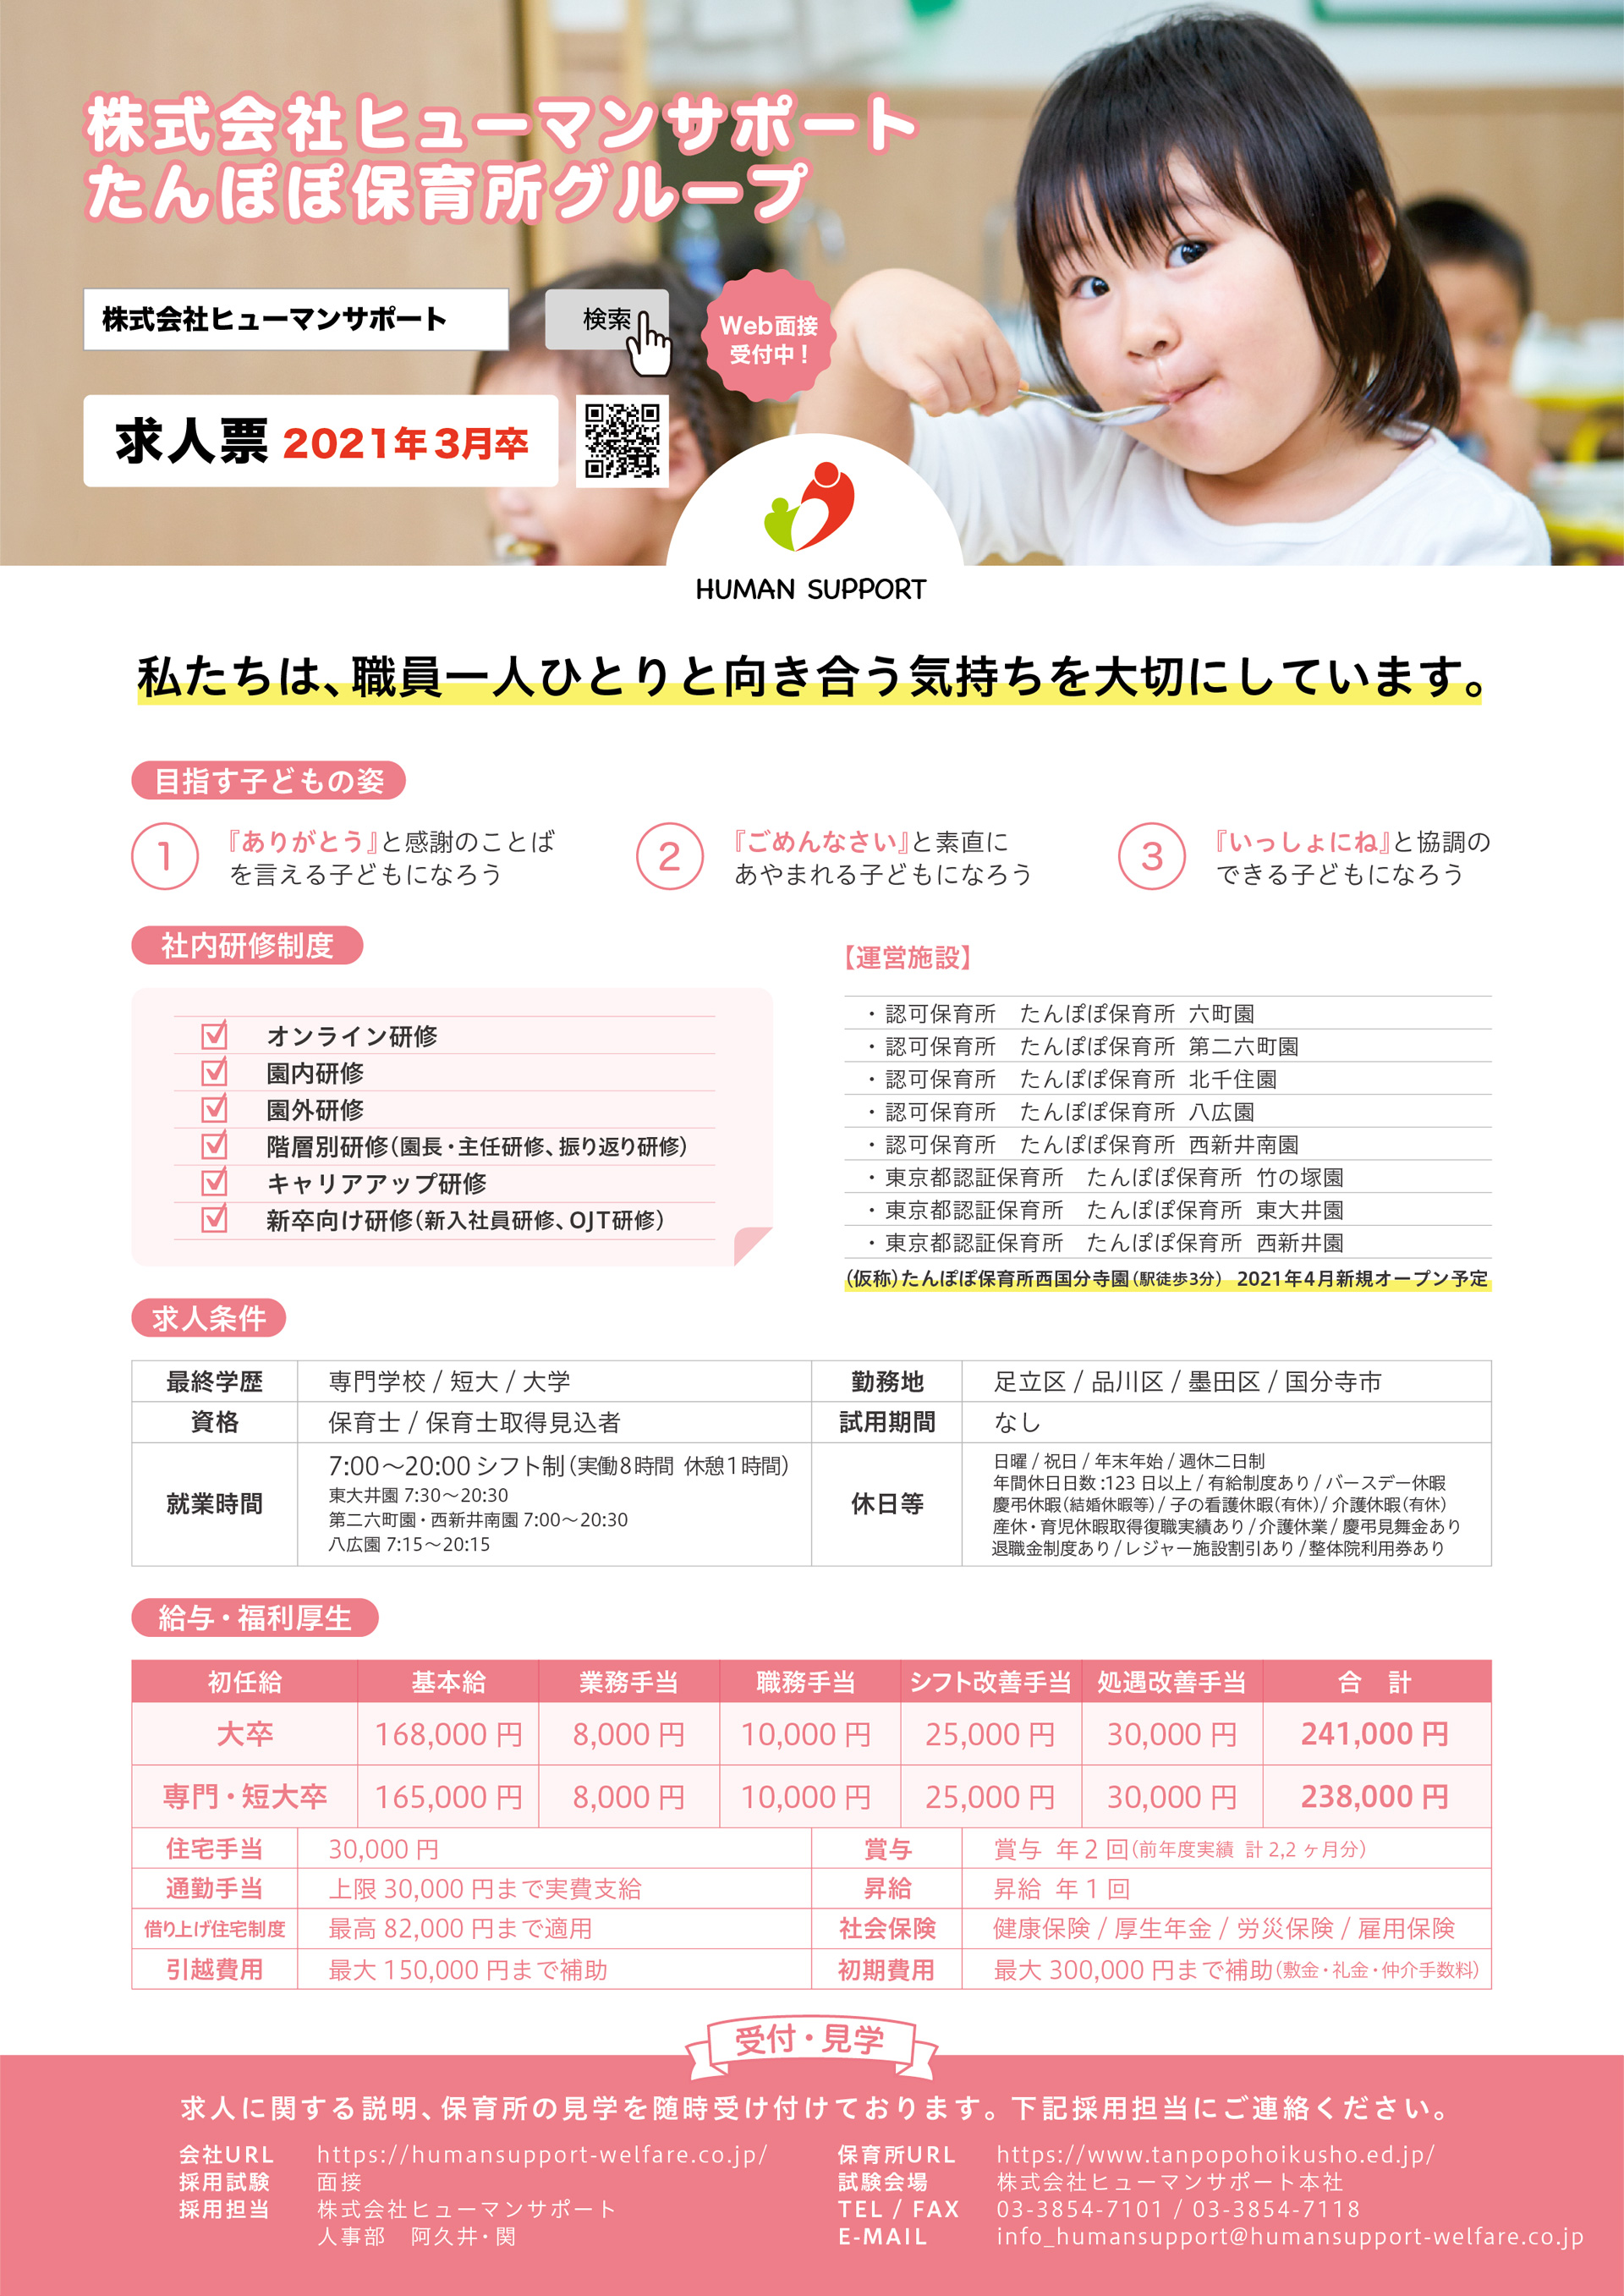 株式会社ヒューマンサポート
たんぽぽ保育所グループ
株式会社ヒューマンサポート
検索
Web面接
受付中！
求人票 2021年3月卒
HUMAN SUPPORT
私たちは、職員一人ひとりと向き合う気持ちを大切にしています。
目指す子どもの姿
1 『ありがとう』と感謝のことば
を言える子どもになろう
2 『ごめんなさい』と素直に
あやまれる子どもになろう
3 『いっしょにね』と協調の
できる子どもになろう
社内研修制度
オンライン研修
園内研修
園外研修
階層別研修(園長・主任研修、振り返り研修)
キャリアアップ研修
新卒向け研修(新入社員研修、OJT研修)
【運営施設】
・認可保育所 たんぽぽ保育所 六町園
・認可保育所 たんぽぽ保育所 第二六町園
・認可保育所 たんぽぽ保育所 北千住園
・認可保育所 たんぽぽ保育所 八広園
・認可保育所 たんぽぽ保育所 西新井南園
・東京都認証保育所 たんぽぽ保育所 竹の塚園
・東京都認証保育所 たんぽぽ保育所 東大井園
・東京都認証保育所 たんぽぽ保育所 西新井園
(仮称)たんぽぽ保育所西国分寺園(駅徒歩3分) 2021年4月新規オープン予定
求人条件
最終学歴 専門学校 / 短大 / 大学
勤務地 足立区 / 品川区 / 墨田区 / 国分寺市
資格 保育士 / 保育士取得見込者
試用期間 なし
就業時間
7:00～20:00 シフト制(実働8時間 休憩1時間)
東大井園 7:30～20:30
第二六町園・西新井南園 7:00～20:30
八広園 7:15～20:15
休日等
日曜 / 祝日 / 年末年始 / 週休二日制
年間休日日数:123 日以上 / 有給制度あり / バースデー休暇
慶弔休暇(結婚休暇等) / 子の看護休暇(有休) / 介護休暇(有休)
産休・育児休暇取得復職実績あり / 介護休業 / 慶弔見舞金あり
退職金制度あり / レジャー施設割引あり / 整体院利用券あり
給与・福利厚生
初任給 基本給 業務手当 職務手当 シフト改善手当 処遇改善手当 合 計
大卒 168,000 円 8,000 円 10,000 円 25,000 円 30,000 円 241,000 円
専門・短大卒 165,000 円 8,000 円 10,000 円 25,000 円 30,000 円 238,000 円
住宅手当 30,000 円
賞与 賞与 年 2 回(前年度実績 計 2,2 ヶ月分)
通勤手当 上限 30,000 円まで実費支給
昇給 昇給 年 1 回
借り上げ住宅制度 最高 82,000 円まで適用
社会保険 健康保険 / 厚生年金 / 労災保険 / 雇用保険
引越費用 最大 150,000 円まで補助
初期費用 最大 300,000 円まで補助(敷金・礼金・仲介手数料)
受付・見学
求人に関する説明、保育所の見学を随時受け付けております。下記採用担当にご連絡ください。
会社URL https://humansupport-welfare.co.jp/
採用試験 面接
採用担当 株式会社ヒューマンサポート
人事部 阿久井・関
保育所URL https://www.tanpopohoikusho.ed.jp/
試験会場 株式会社ヒューマンサポート本社
TEL / FAX 03-3854-7101 / 03-3854-7118
E-MAIL info_humansupport@humansupport-welfare.co.jp